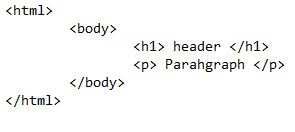 <html>
<body>
<h1> header </h1>
<p> Parahgraph </p>
</body>
</html>